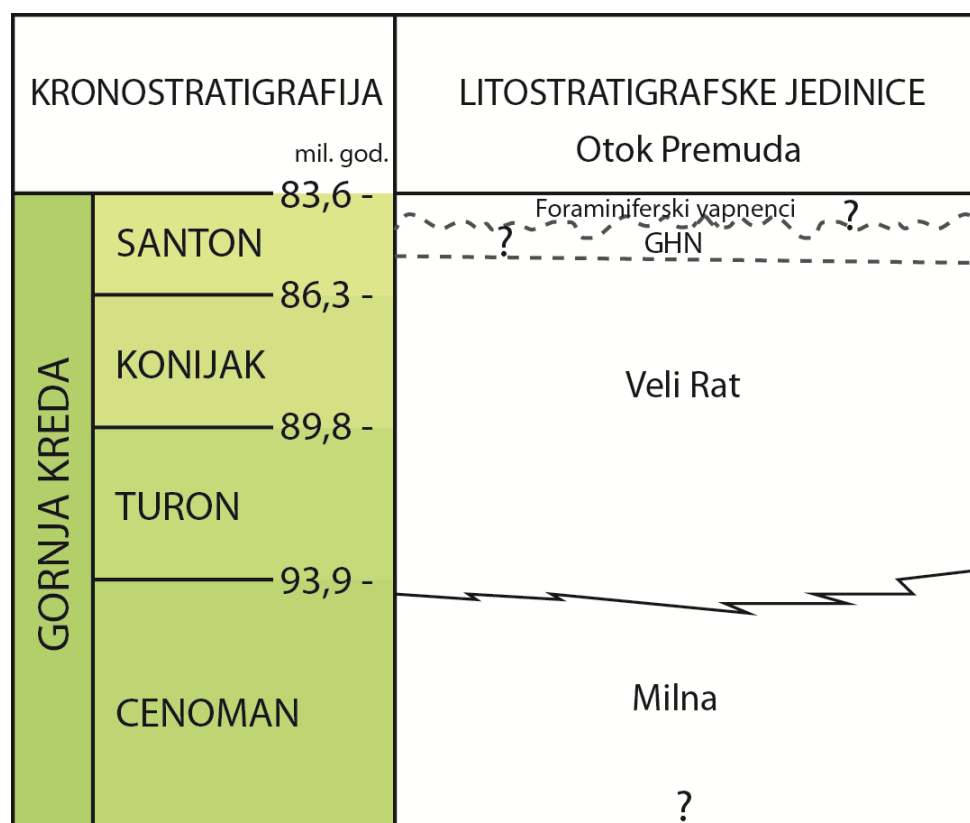 KRONOSTRATIGRAFIJA
mil. god.
LITOSTRATIGRAFSKE JEDINICE
Otok Premuda
83,6 -
Foraminiferski vapnenci
?
SANTON
?
GHN
86,3 -
KONIJAK
Veli Rat
89,8 -
GORNJA KREDA
TURON
93,9 -
CENOMAN
Milna
?